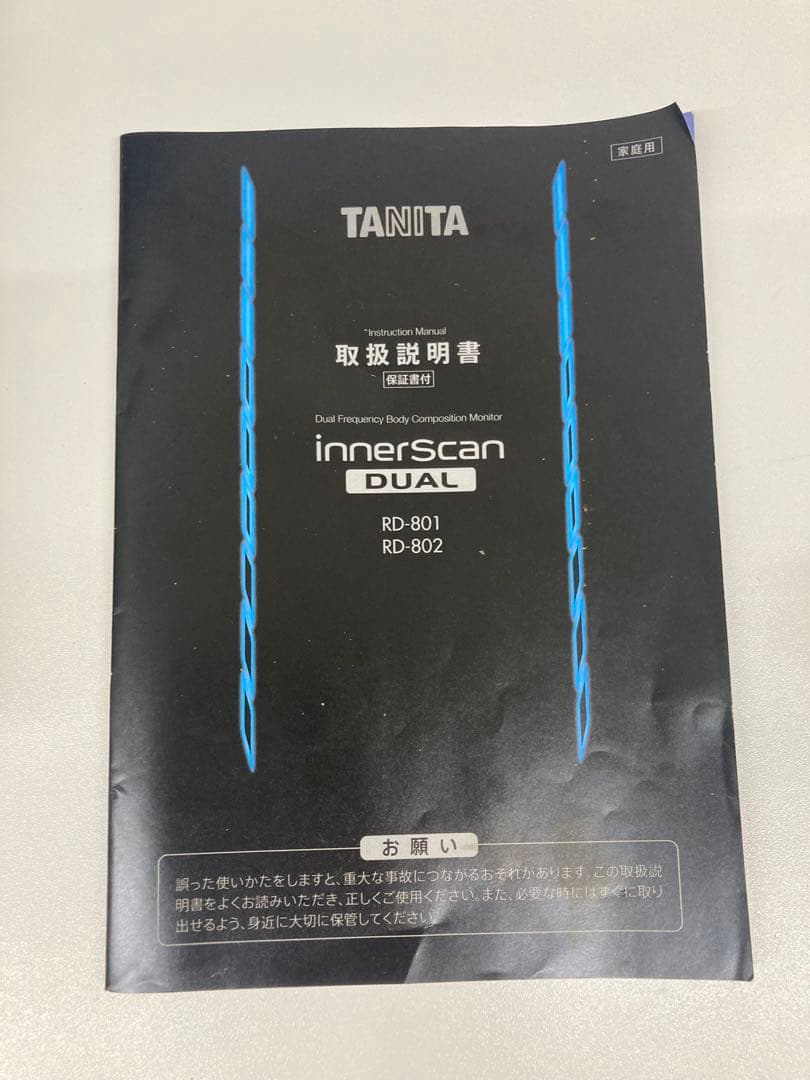 家庭用
TANITA
Instruction Manual
取扱説明書
保証書付
Dual Frequency Body Composition Monitor
innerScan
DUAL
RD-801
RD-802
お願い
誤った使いかたをしますと、重大な事故につながるおそれがあります。この取扱説
明書をよくお読みいただき、正しくご使用ください。また、必要な時にはすぐに取り
出せるよう、身近に大切に保管してください。